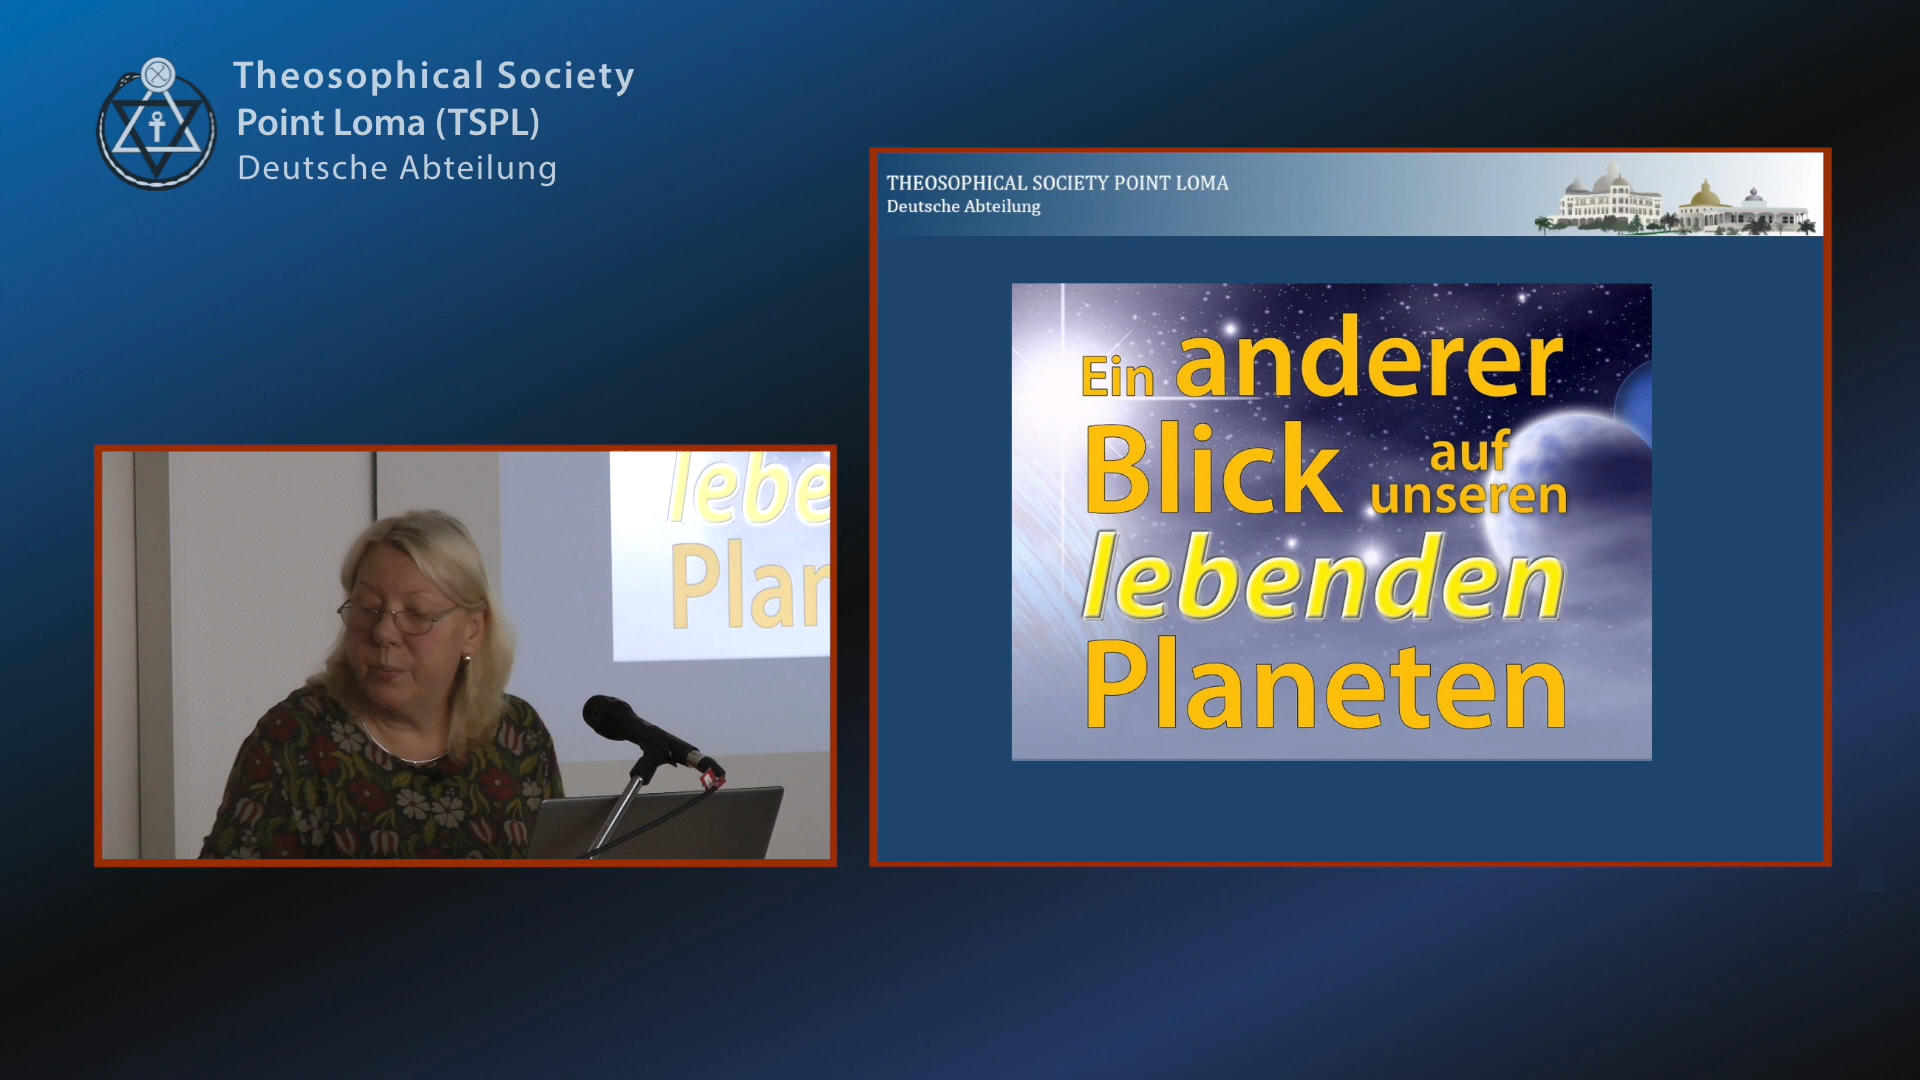 Theosophical Society
Point Loma (TSPL)
Deutsche Abteilung
THEOSOPHICAL SOCIETY POINT LOMA
Deutsche Abteilung
Ein anderer
Blick auf unseren
lebenden
Planeten
lebe
Plan